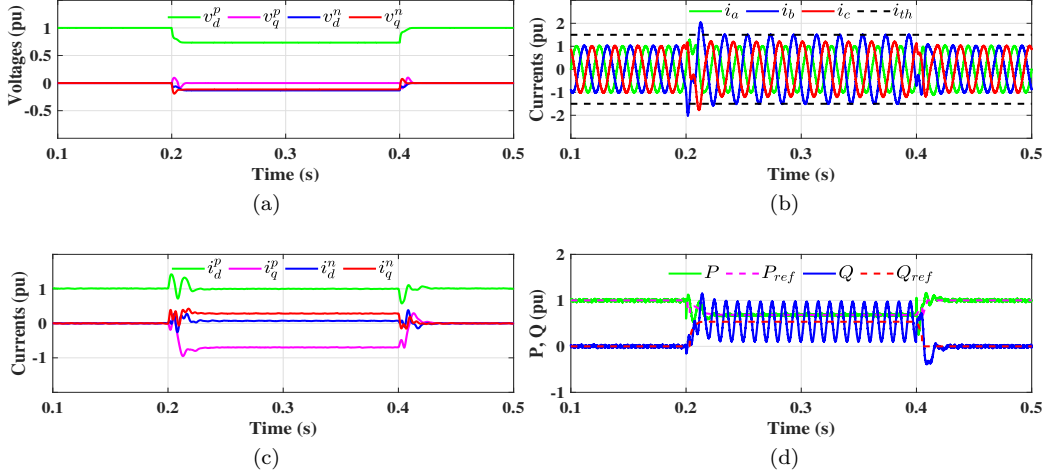 v_d^p v_q^p v_d^n v_q^n
Voltages (pu)
1
0.5
0
-0.5
0.1 0.2 0.3 0.4 0.5
Time (s)
(a)
i_a i_b i_c i_th
Currents (pu)
2
1
0
-1
-2
0.1 0.2 0.3 0.4 0.5
Time (s)
(b)
i_d^p i_q^p i_d^n i_q^n
Currents (pu)
1
0
-1
0.1 0.2 0.3 0.4 0.5
Time (s)
(c)
P P_ref Q Q_ref
P, Q (pu)
2
1
0
-1
0.1 0.2 0.3 0.4 0.5
Time (s)
(d)